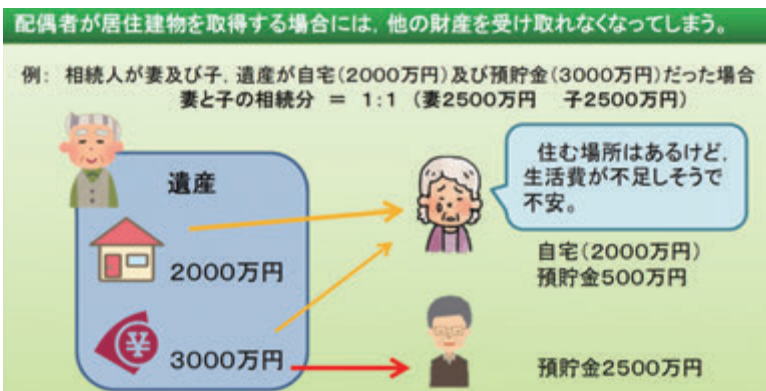 配偶者が居住建物を取得する場合には，他の財産を受け取れなくなってしまう。
例： 相続人が妻及び子，遺産が自宅(2000万円)及び預貯金(3000万円)だった場合
妻と子の相続分 ＝ 1:1 (妻2500万円 子2500万円)
遺産
2000万円
¥
3000万円
住む場所はあるけど，
生活費が不足しそうで
不安。
自宅(2000万円)
預貯金500万円
預貯金2500万円